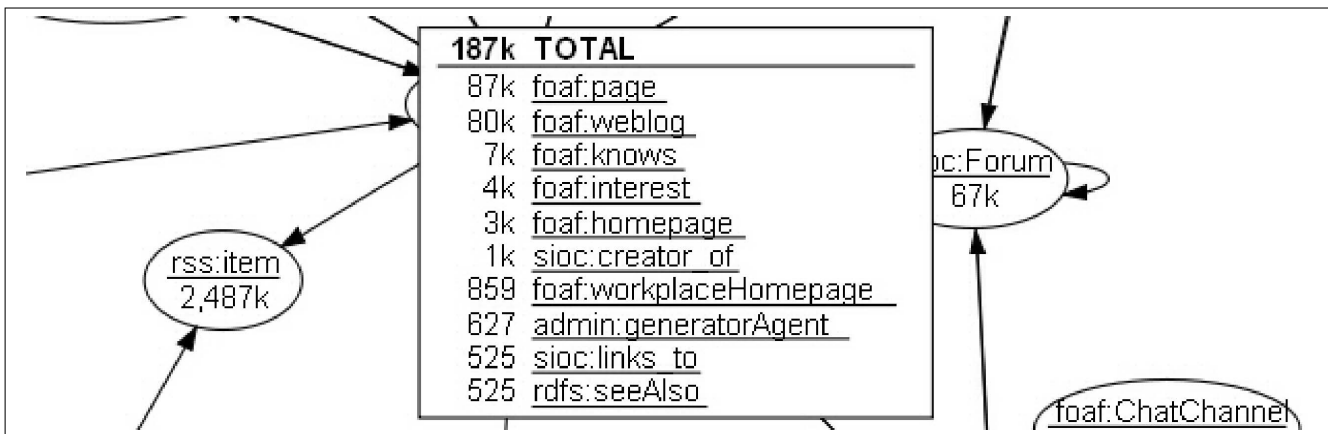 187k TOTAL
87k foaf:page
80k foaf:weblog
7k foaf:knows
4k foaf:interest
3k foaf:homepage
1k sioc:creator_of
859 foaf:workplaceHomepage
627 admin:generatorAgent
525 sioc:links_to
525 rdfs:seeAlso
oc:Forum
67k
rss:item
2,487k
foaf:ChatChannel